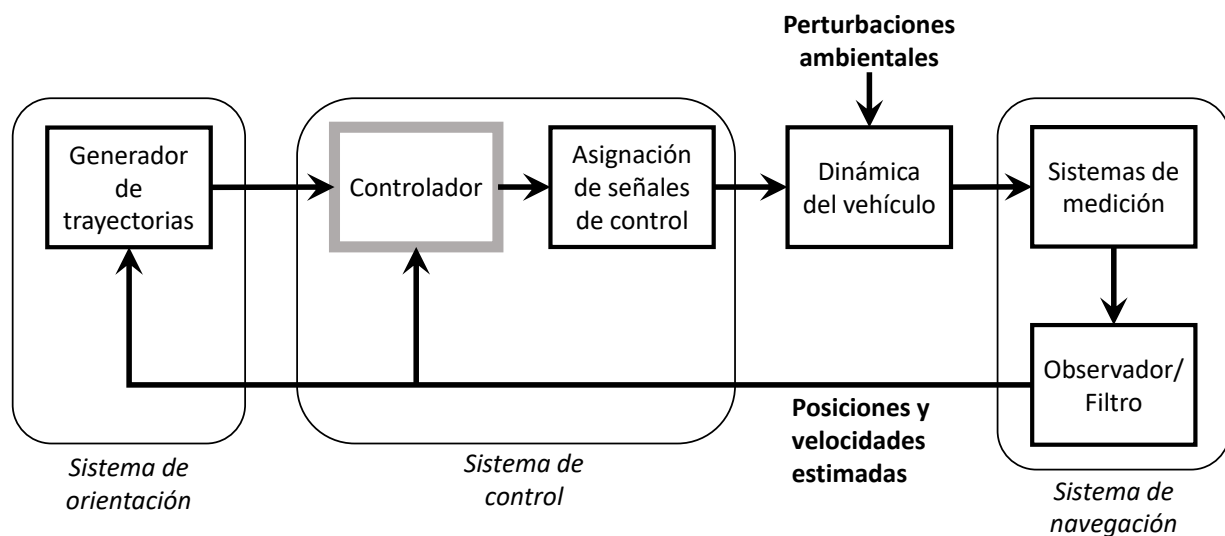 Perturbaciones
ambientales
Generador
de
trayectorias
Controlador
Asignación
de señales
de control
Dinámica
del vehículo
Sistemas de
medición
Observador/
Filtro
Posiciones y
velocidades
estimadas
Sistema de
orientación
Sistema de
control
Sistema de
navegación